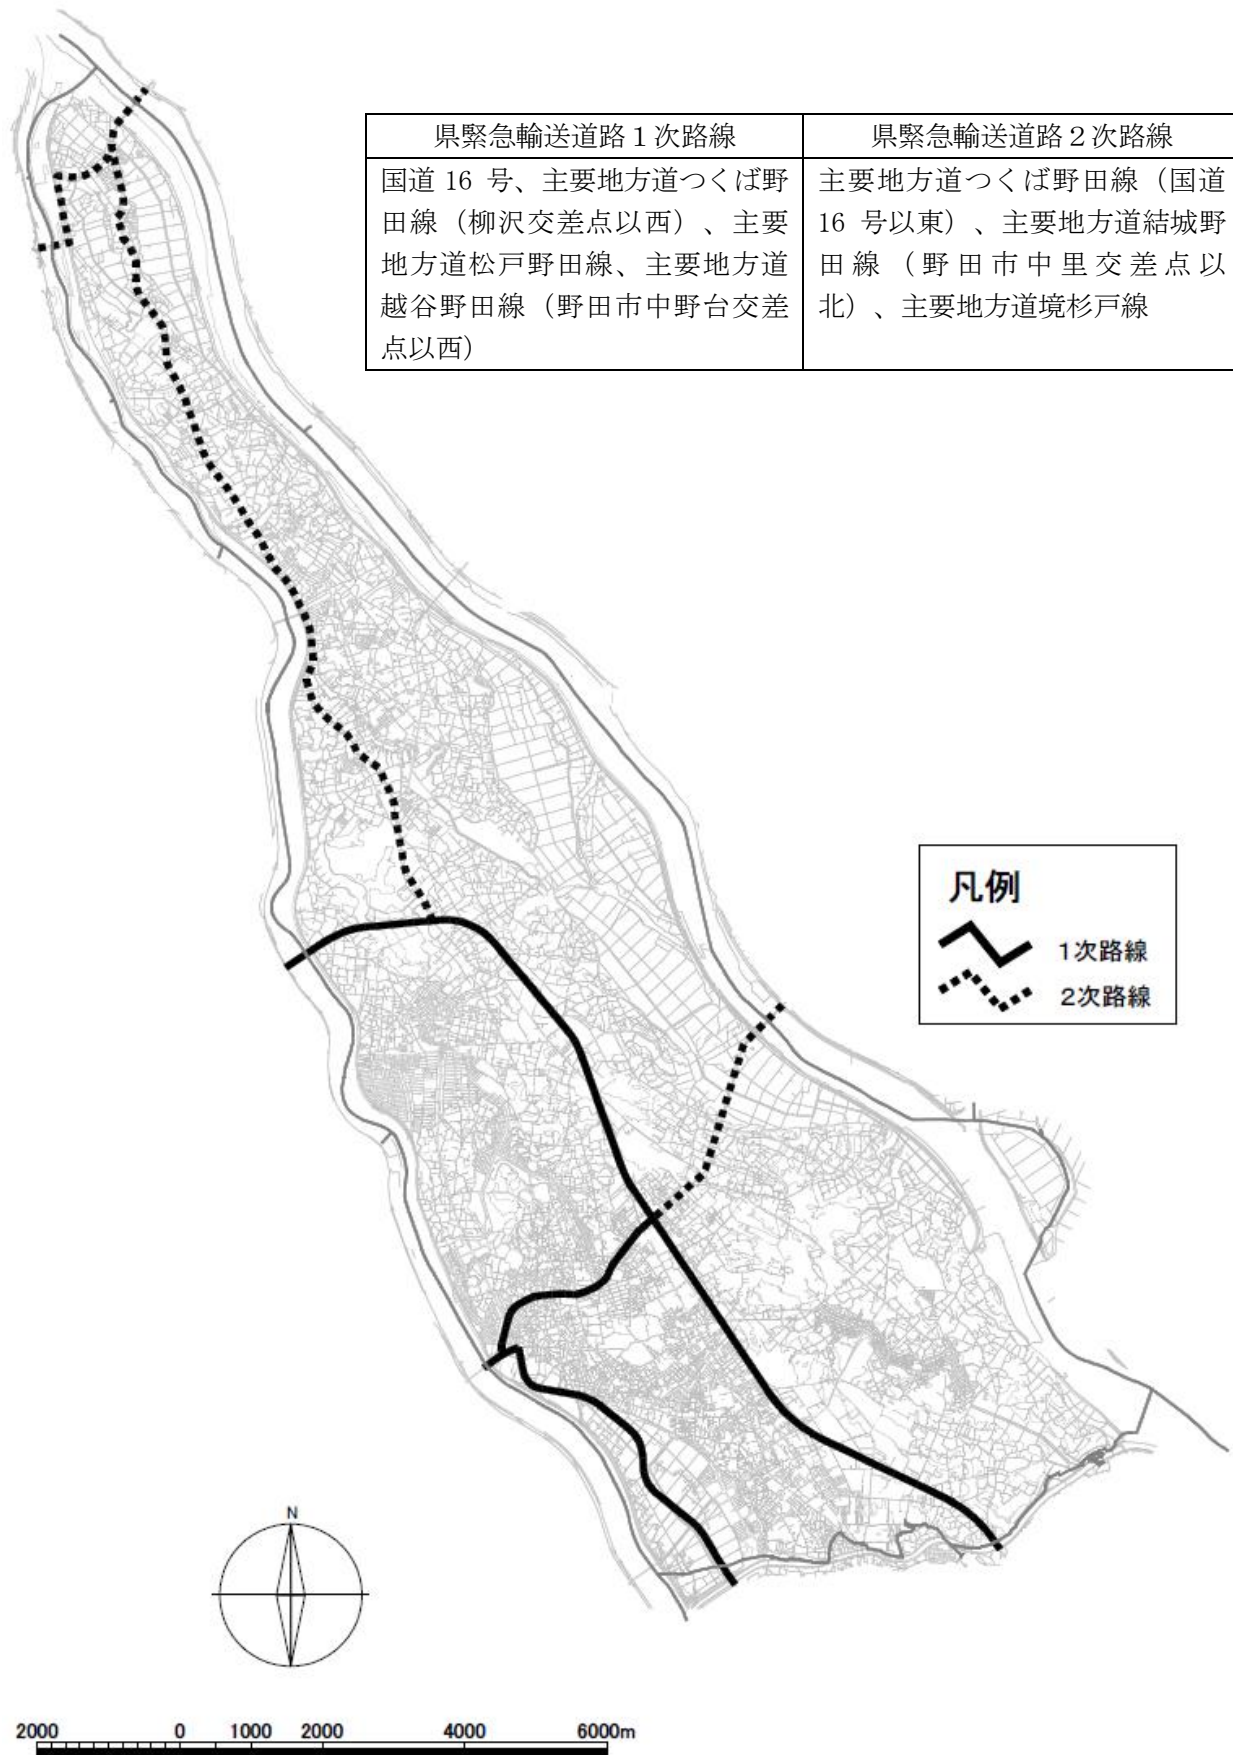 県緊急輸送道路1次路線
県緊急輸送道路2次路線
国道 16 号、主要地方道つくば野
田線（柳沢交差点以西）、主要
地方道松戸野田線、主要地方道
越谷野田線（野田市中野台交差
点以西）
主要地方道つくば野田線（国道
16 号以東）、主要地方道結城野
田線（野田市中里交差点以
北）、主要地方道境杉戸線
凡例
1次路線
2次路線
N
2000 0 1000 2000 4000 6000m